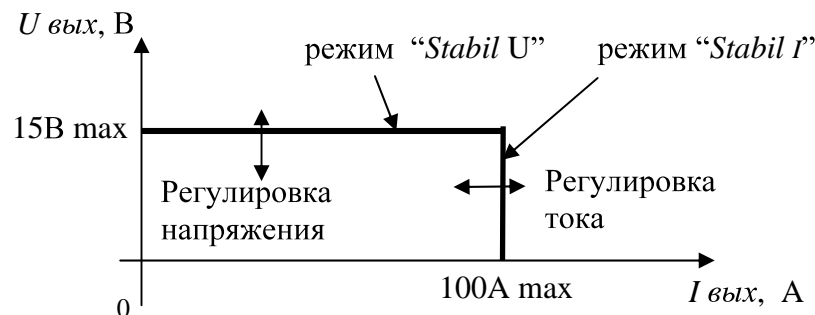 U вых, В
режим “Stabil U”
режим “Stabil I”
15В max
Регулировка
напряжения
Регулировка
тока
0
100А max
I вых, А